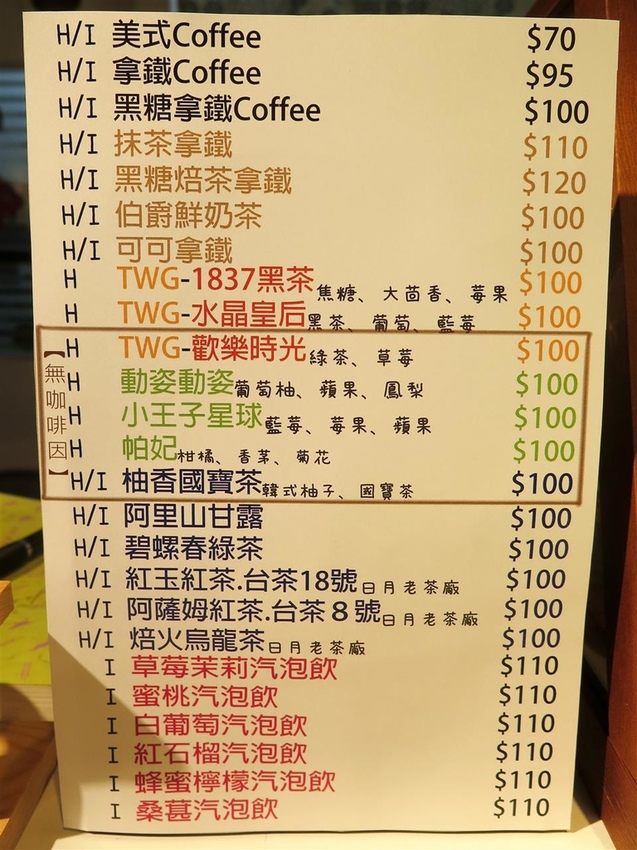 H/I 美式Coffee $70
H/I 拿鐵Coffee $95
H/I 黑糖拿鐵Coffee $100
H/I 抹茶拿鐵 $110
H/I 黑糖焙茶拿鐵 $120
H/I 伯爵鮮奶茶 $100
H/I 可可拿鐵 $100
H TWG-1837黑茶焦糖、大茴香、莓果 $100
H TWG-水晶皇后黑茶、葡萄、藍莓 $100
【無咖啡因】
H TWG-歡樂時光綠茶、草莓 $100
H 動姿動姿葡萄柚、蘋果、鳳梨 $100
H 小王子星球藍莓、莓果、蘋果 $100
H 帕妃柑橘、香茅、菊花 $100
H/I 柚香國寶茶韓式柚子、國寶茶 $100
H/I 阿里山甘露 $100
H/I 碧螺春綠茶 $100
H/I 紅玉紅茶.台茶18號日月老茶廠 $100
H/I 阿薩姆紅茶.台茶8號日月老茶廠 $100
H/I 焙火烏龍茶日月老茶廠 $100
I 草莓茉莉汽泡飲 $110
I 蜜桃汽泡飲 $110
I 白葡萄汽泡飲 $110
I 紅石榴汽泡飲 $110
I 蜂蜜檸檬汽泡飲 $110
I 桑葚汽泡飲 $110